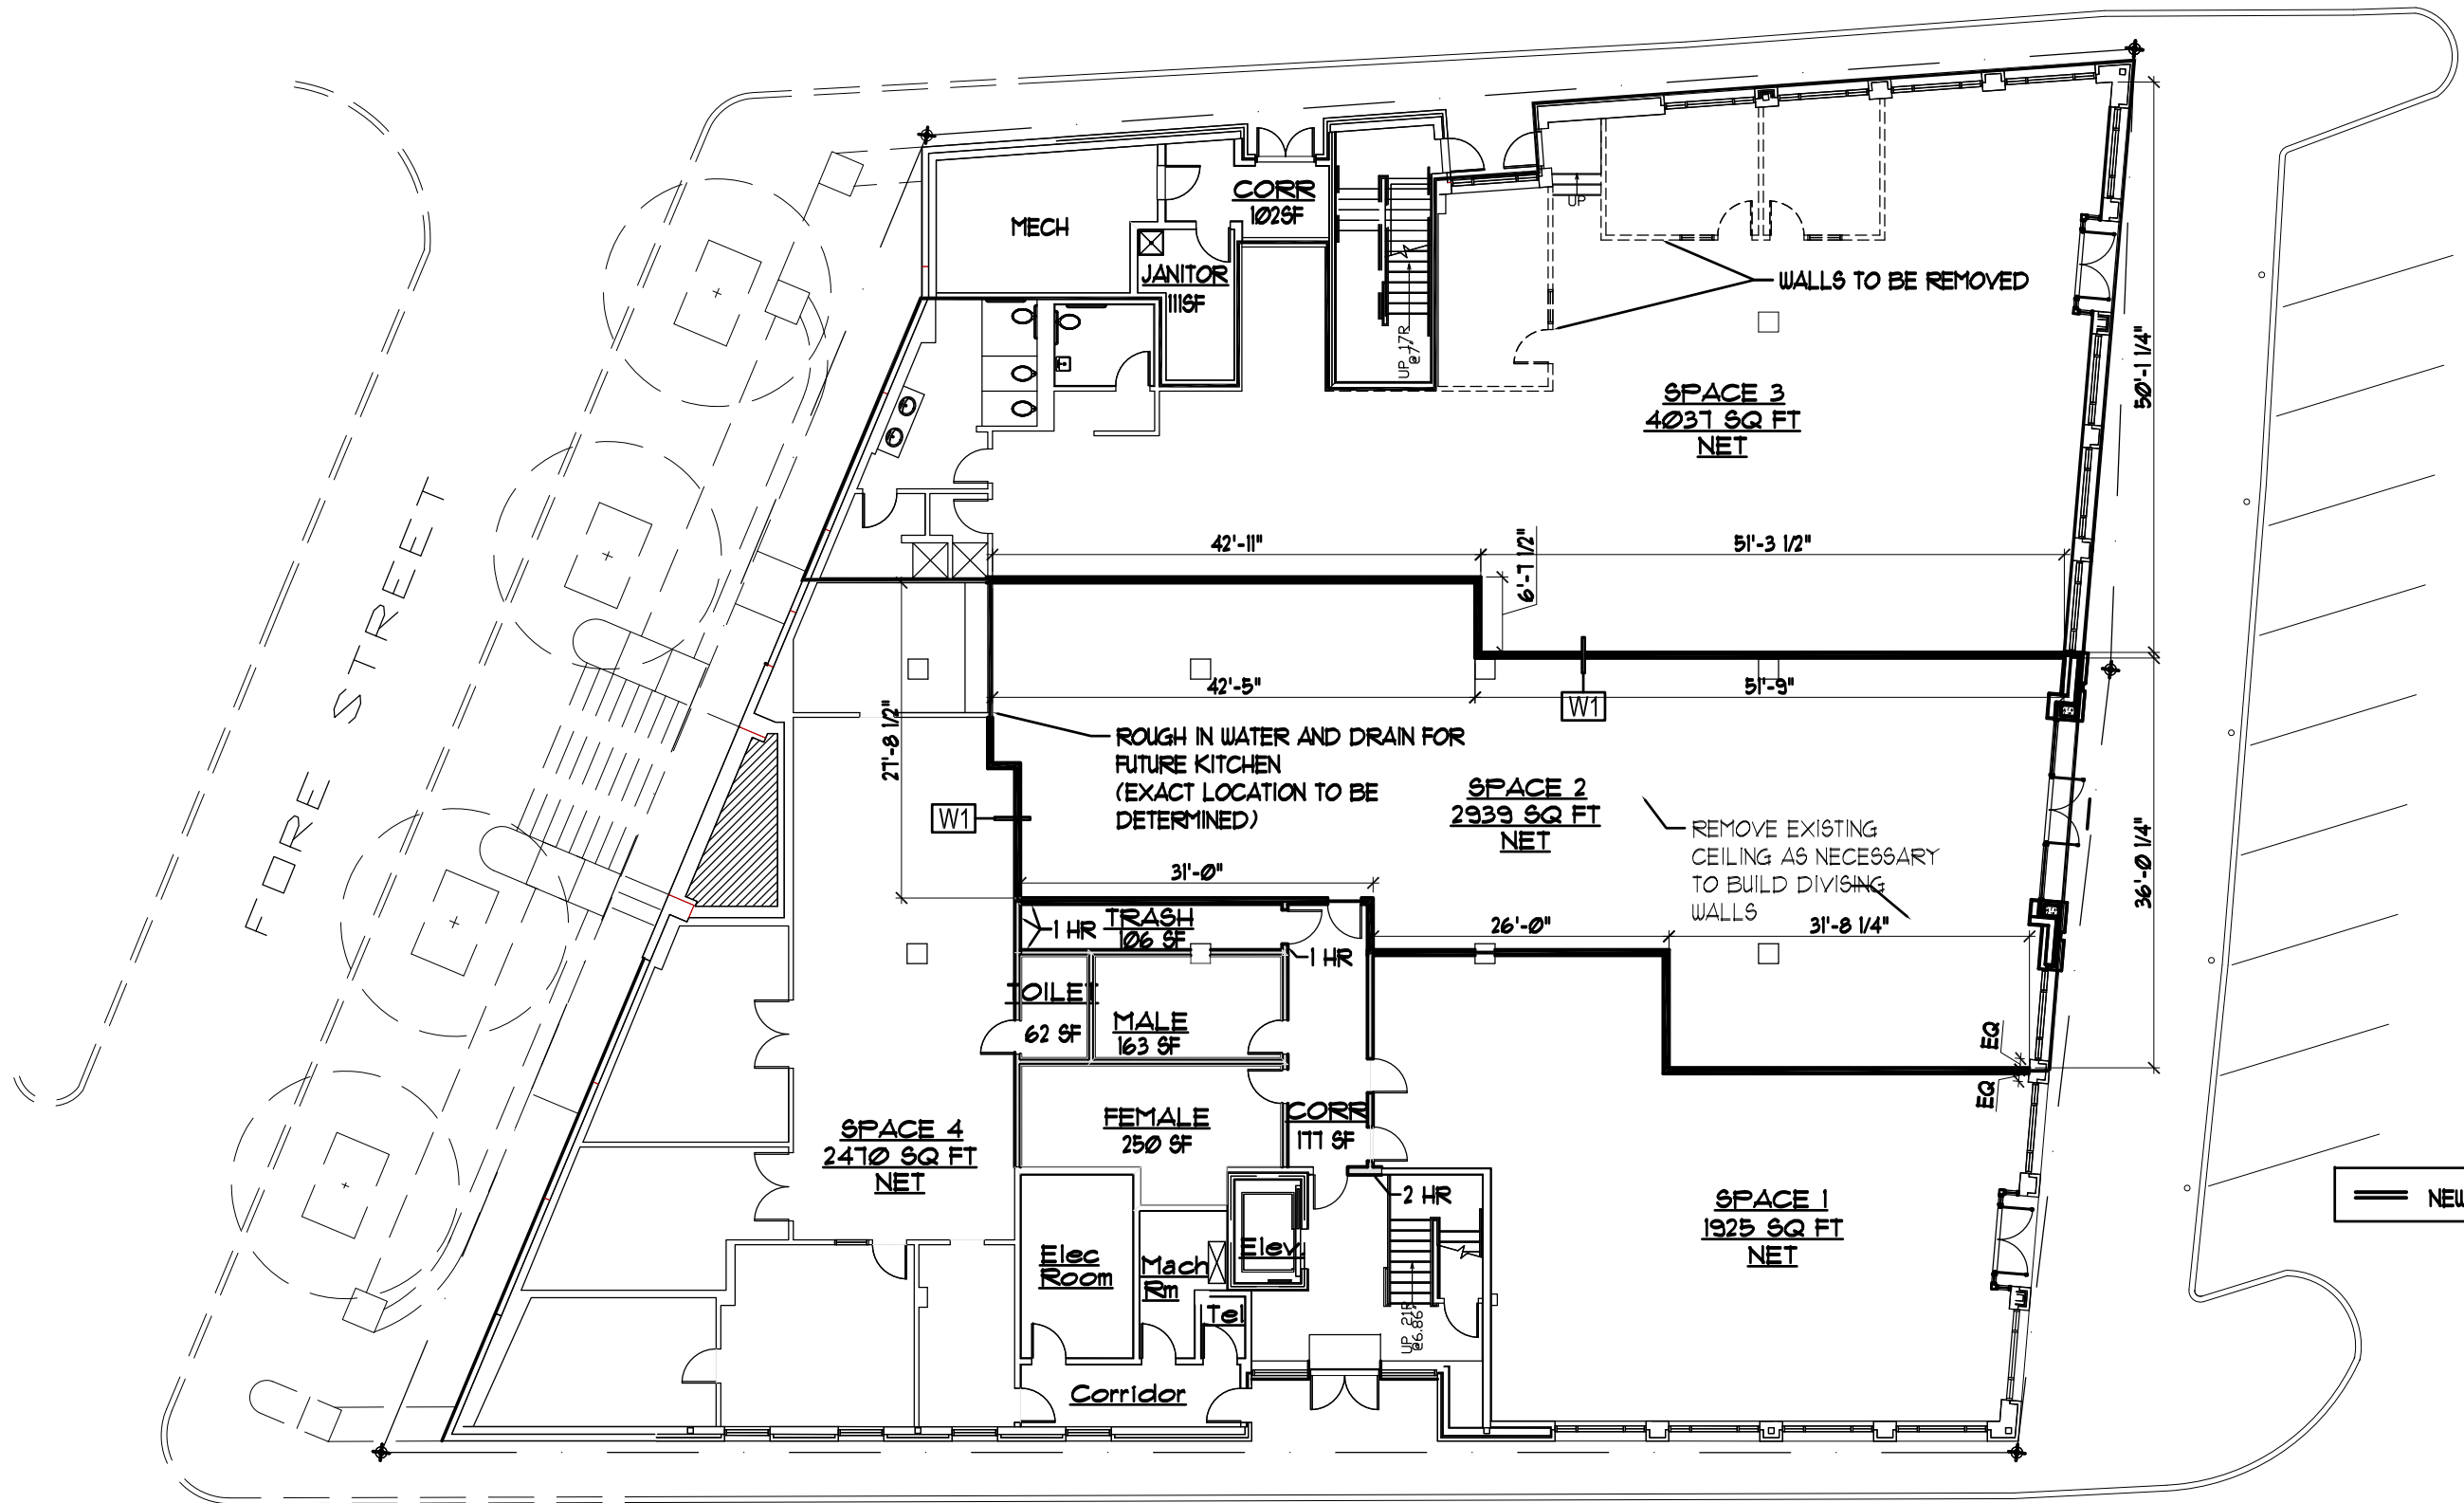 FORE STREET
MECH
CORR
102SF
JANITOR
111SF
UP 17R
@7"
UP
WALLS TO BE REMOVED
SPACE 3
4037 SQ FT
NET
50'-1 1/4"
42'-11"
51'-3 1/2"
6'-7 1/2"
42'-5"
51'-9"
W1
27'-8 1/2"
ROUGH IN WATER AND DRAIN FOR
FUTURE KITCHEN
(EXACT LOCATION TO BE
DETERMINED)
W1
SPACE 2
2939 SQ FT
NET
REMOVE EXISTING
CEILING AS NECESSARY
TO BUILD DIVISING
WALLS
36'-0 1/4"
31'-0"
26'-0"
31'-8 1/4"
1 HR
TRASH
106 SF
1 HR
TOILET
62 SF
MALE
163 SF
EQ
EQ
FEMALE
250 SF
CORR
177 SF
SPACE 4
2470 SQ FT
NET
2 HR
SPACE 1
1925 SQ FT
NET
NEW
Elec
Room
Mach
Rm
Elev.
Tel
UP 21R
@6.86"
Corridor